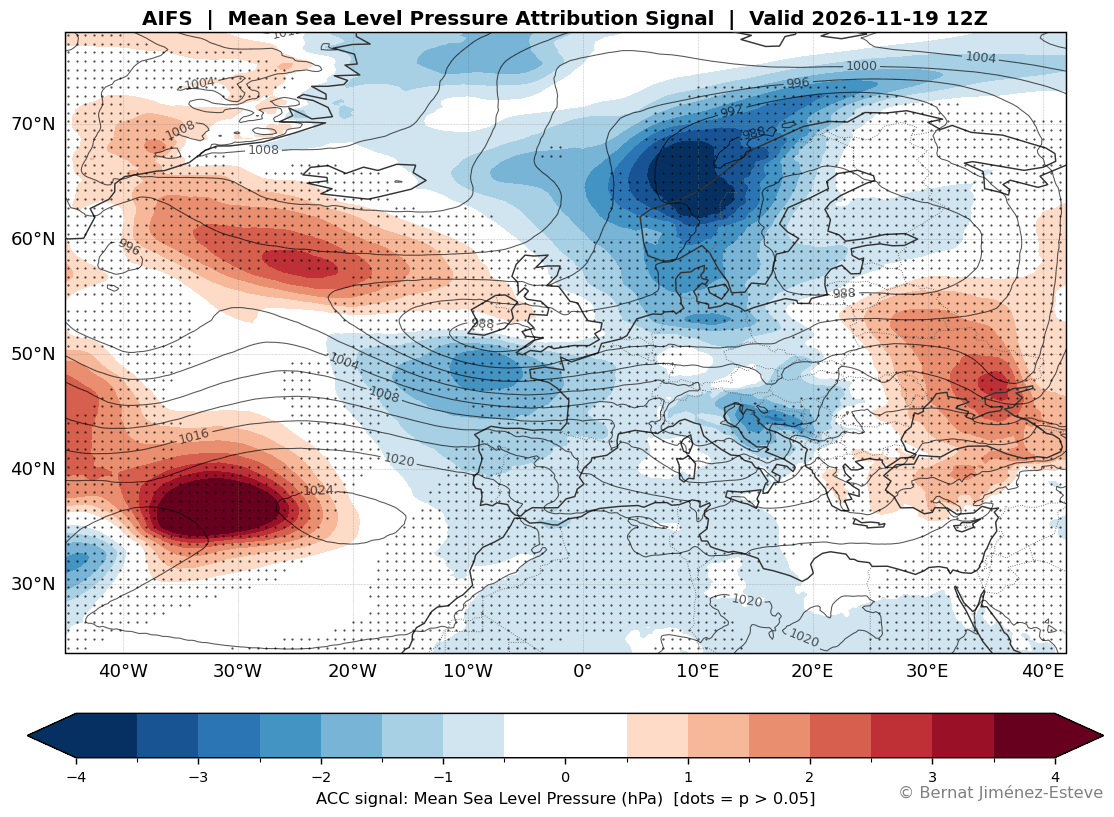 AIFS | Mean Sea Level Pressure Attribution Signal | Valid 2026-11-19 12Z
1004
1004
1000
996
70°N
992
1008
988
1008
60°N
996
988
988
50°N
1004
1008
1016
40°N
1020
1024
30°N
1020
1020
40°W 30°W 20°W 10°W 0° 10°E 20°E 30°E 40°E
−4 −3 −2 −1 0 1 2 3 4
ACC signal: Mean Sea Level Pressure (hPa) [dots = p > 0.05]
© Bernat Jiménez-Esteve